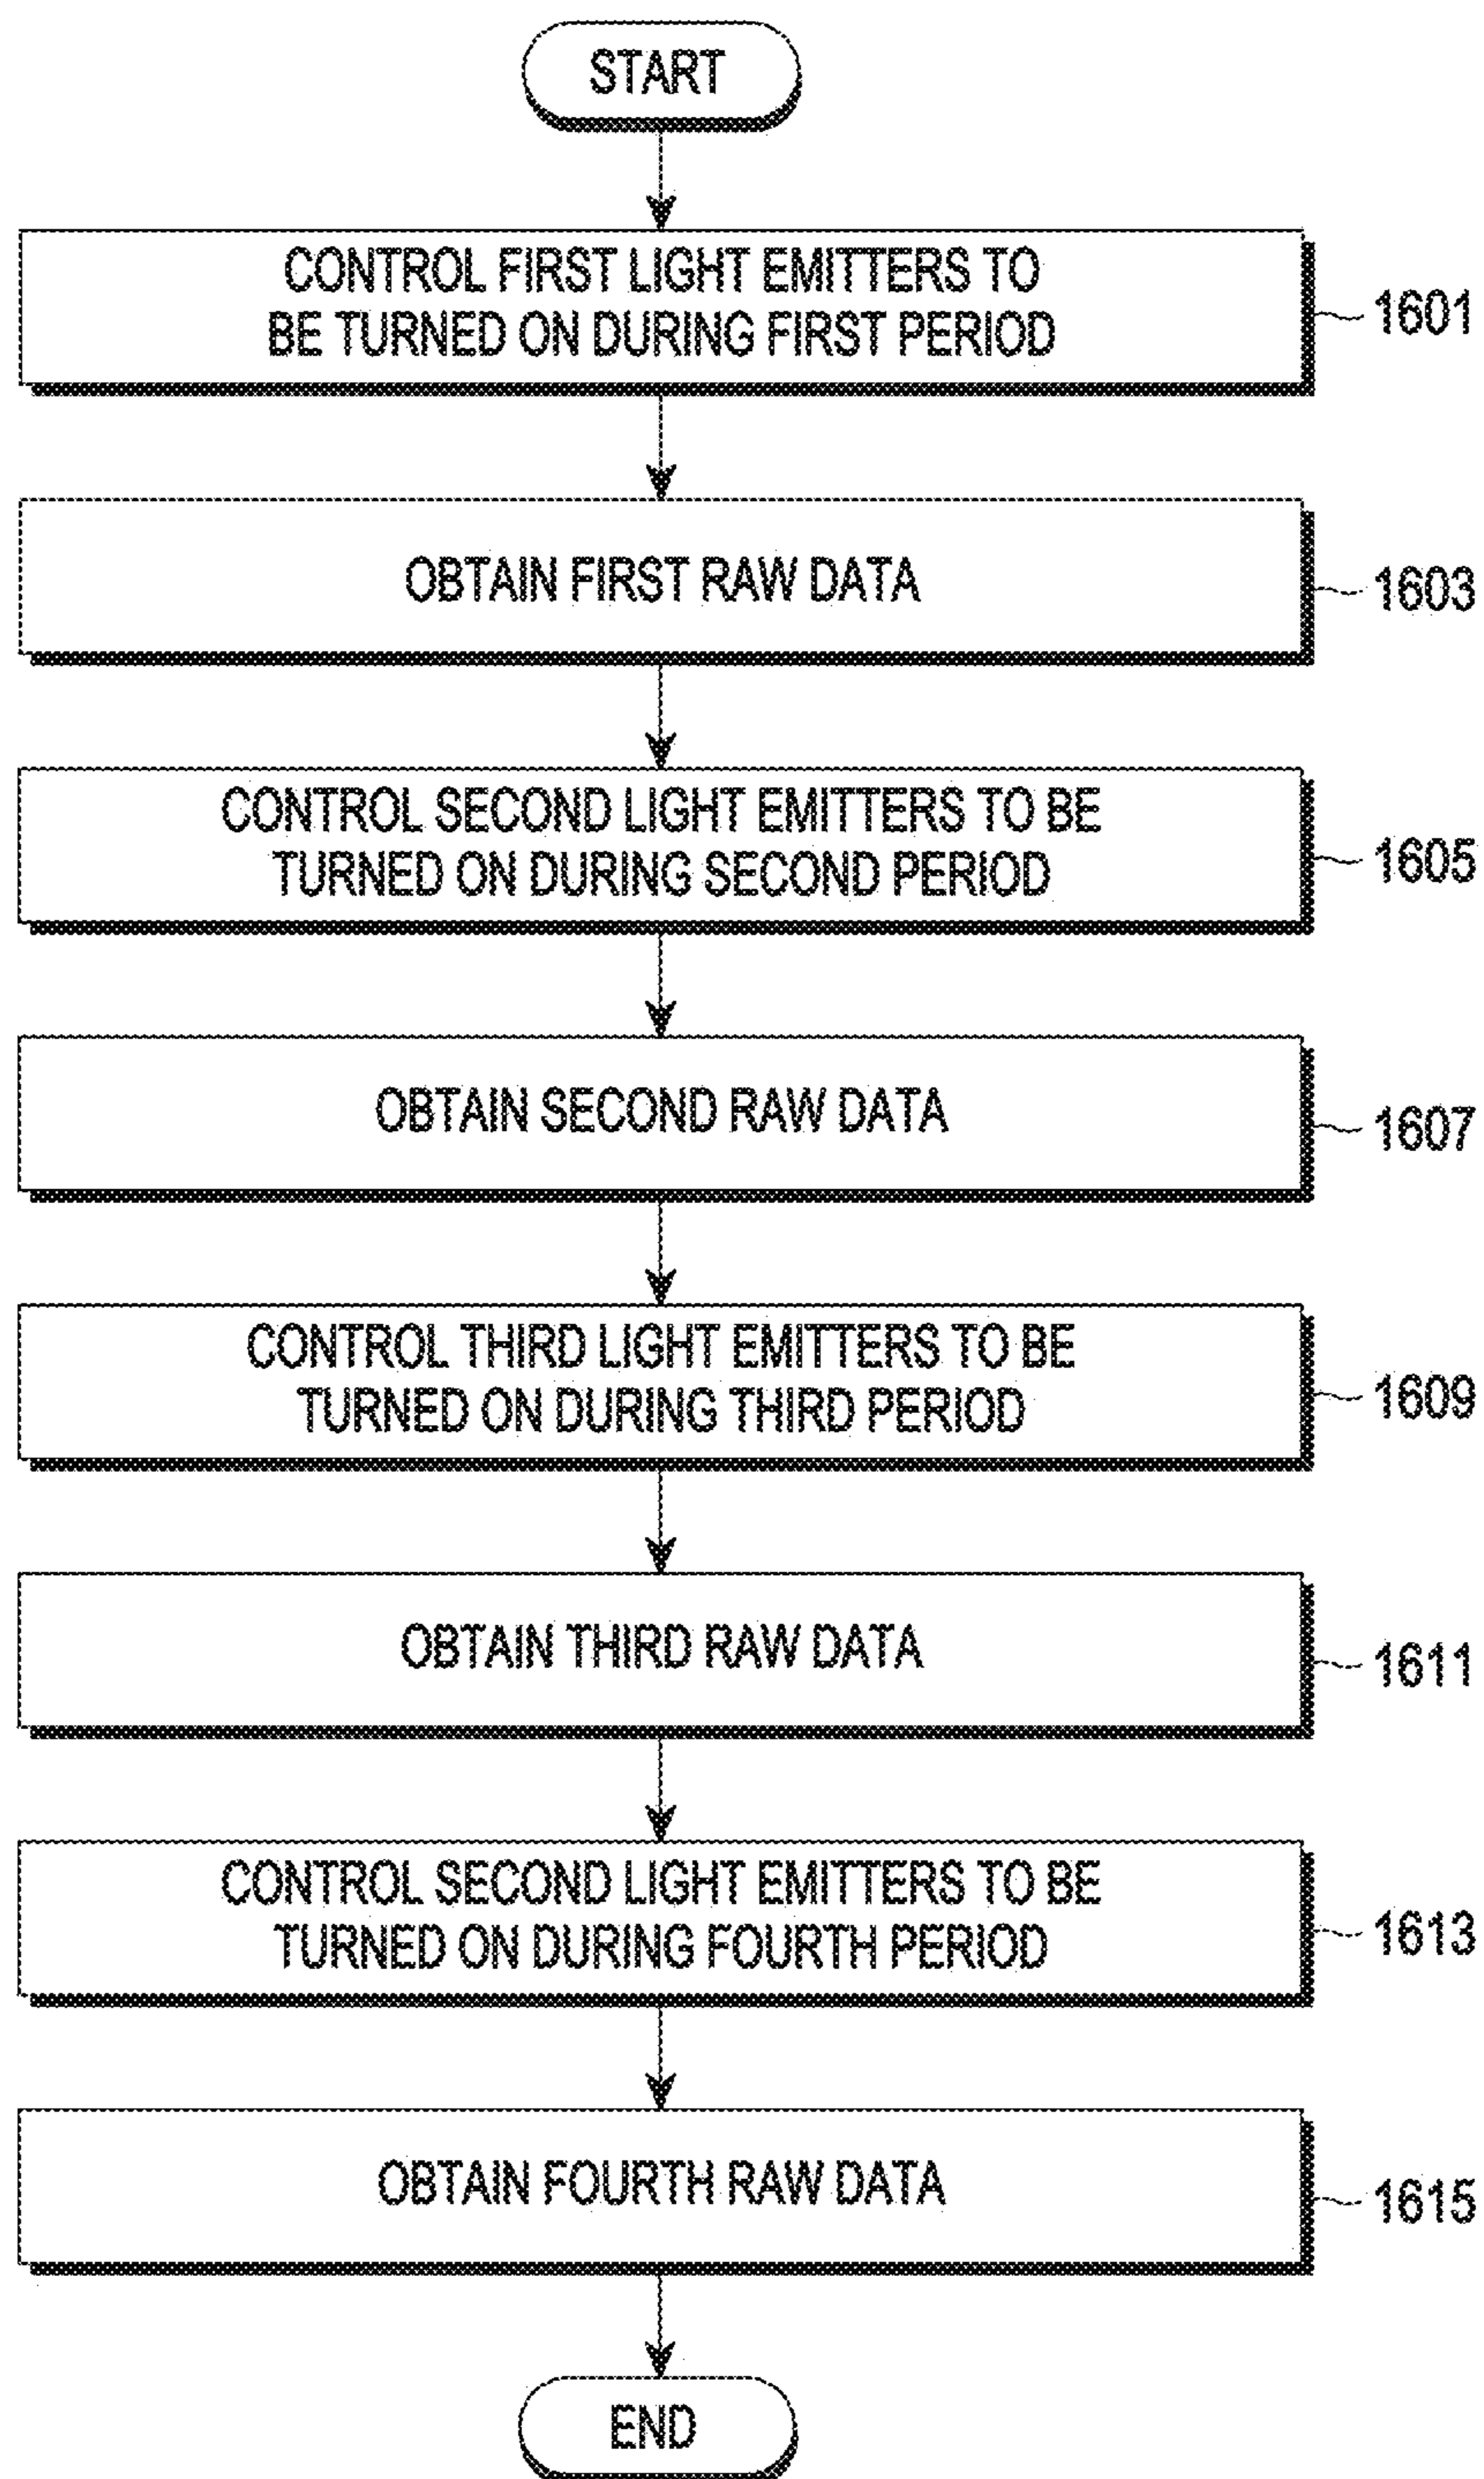 START
CONTROL FIRST LIGHT EMITTERS TO
BE TURNED ON DURING FIRST PERIOD
1601
OBTAIN FIRST RAW DATA
1603
CONTROL SECOND LIGHT EMITTERS TO BE
TURNED ON DURING SECOND PERIOD
1605
OBTAIN SECOND RAW DATA
1607
CONTROL THIRD LIGHT EMITTERS TO BE
TURNED ON DURING THIRD PERIOD
1609
OBTAIN THIRD RAW DATA
1611
CONTROL SECOND LIGHT EMITTERS TO BE
TURNED ON DURING FOURTH PERIOD
1613
OBTAIN FOURTH RAW DATA
1615
END